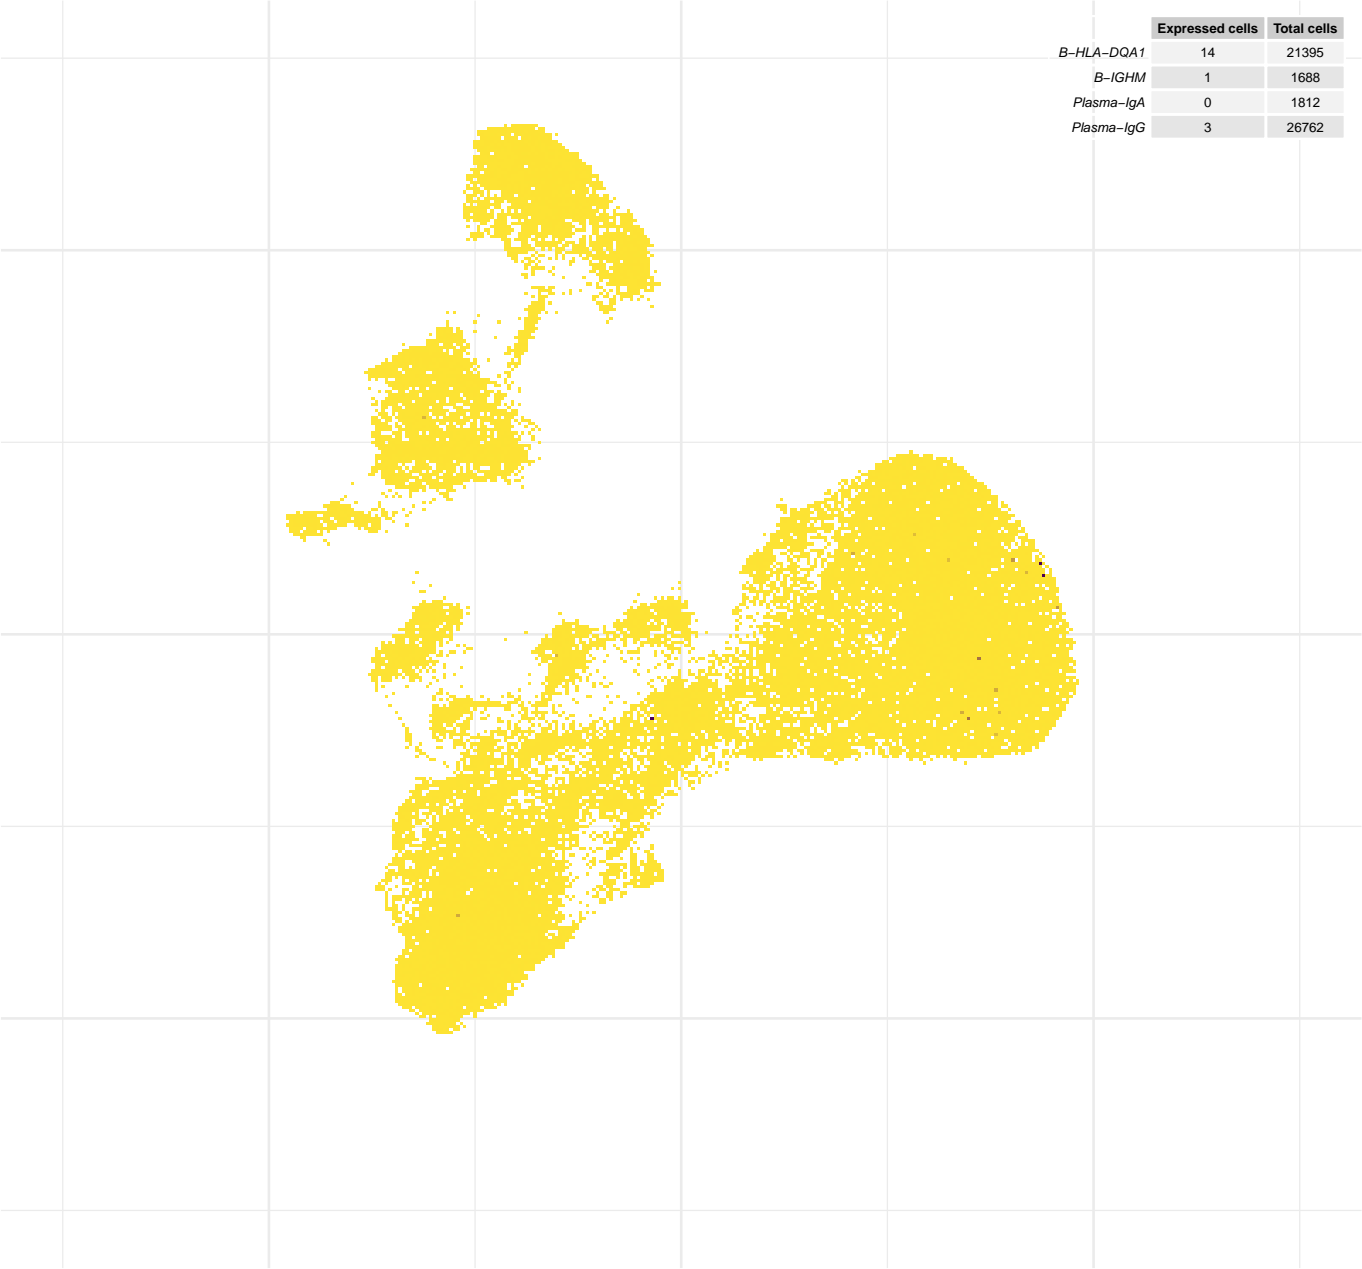 Expressed cells Total cells
B−HLA−DQA1 14 21395
B−IGHM 1 1688
Plasma−IgA 0 1812
Plasma−IgG 3 26762